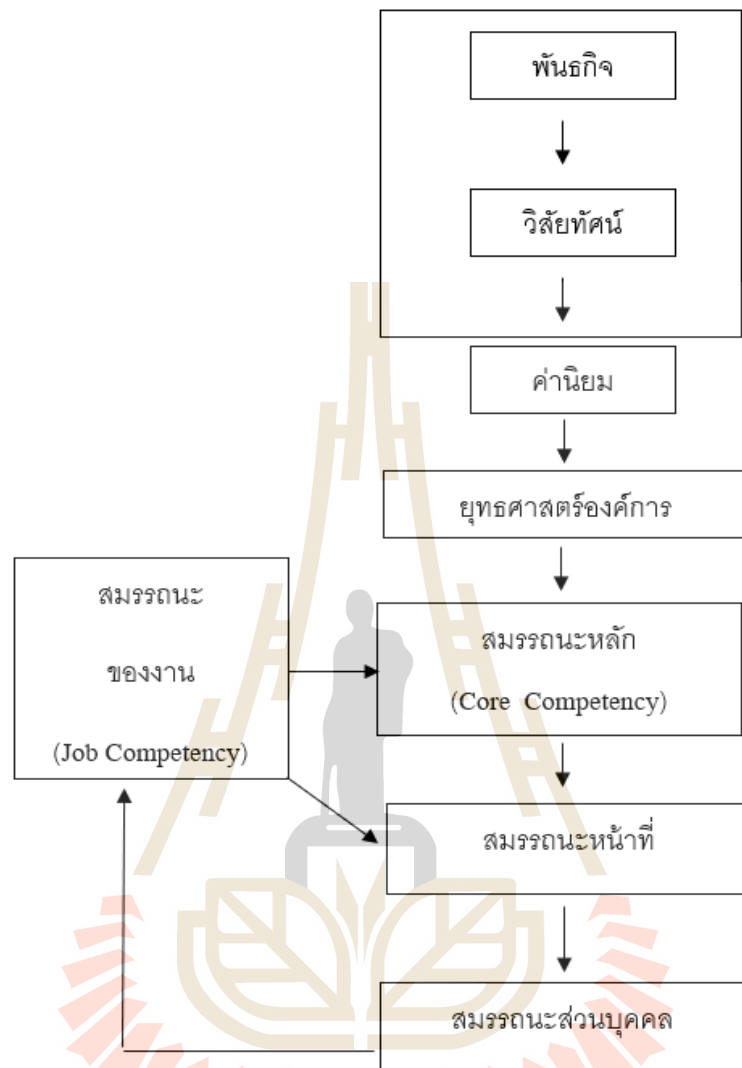 พันธกิจ
วิสัยทัศน์
ค่านิยม
ยุทธศาสตร์องค์การ
สมรรถนะ
ของงาน
(Job Competency)
สมรรถนะหลัก
(Core Competency)
สมรรถนะหน้าที่
สมรรถนะส่วนบุคคล